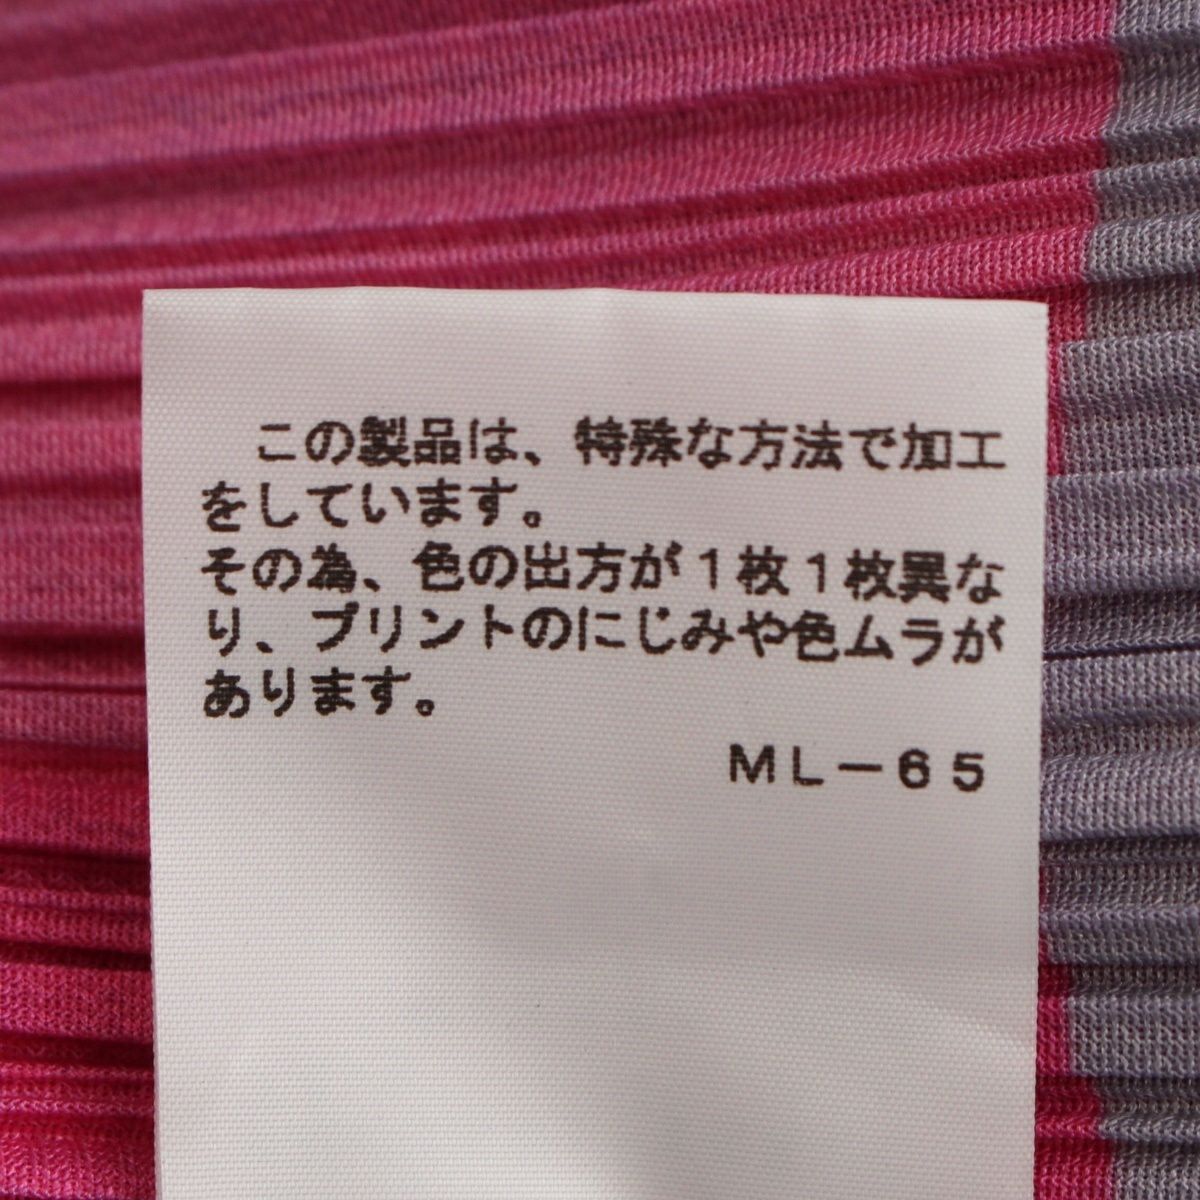 この製品は、特殊な方法で加工
をしています。
その為、色の出方が１枚１枚異な
り、プリントのにじみや色ムラが
あります。
ＭＬ－６５